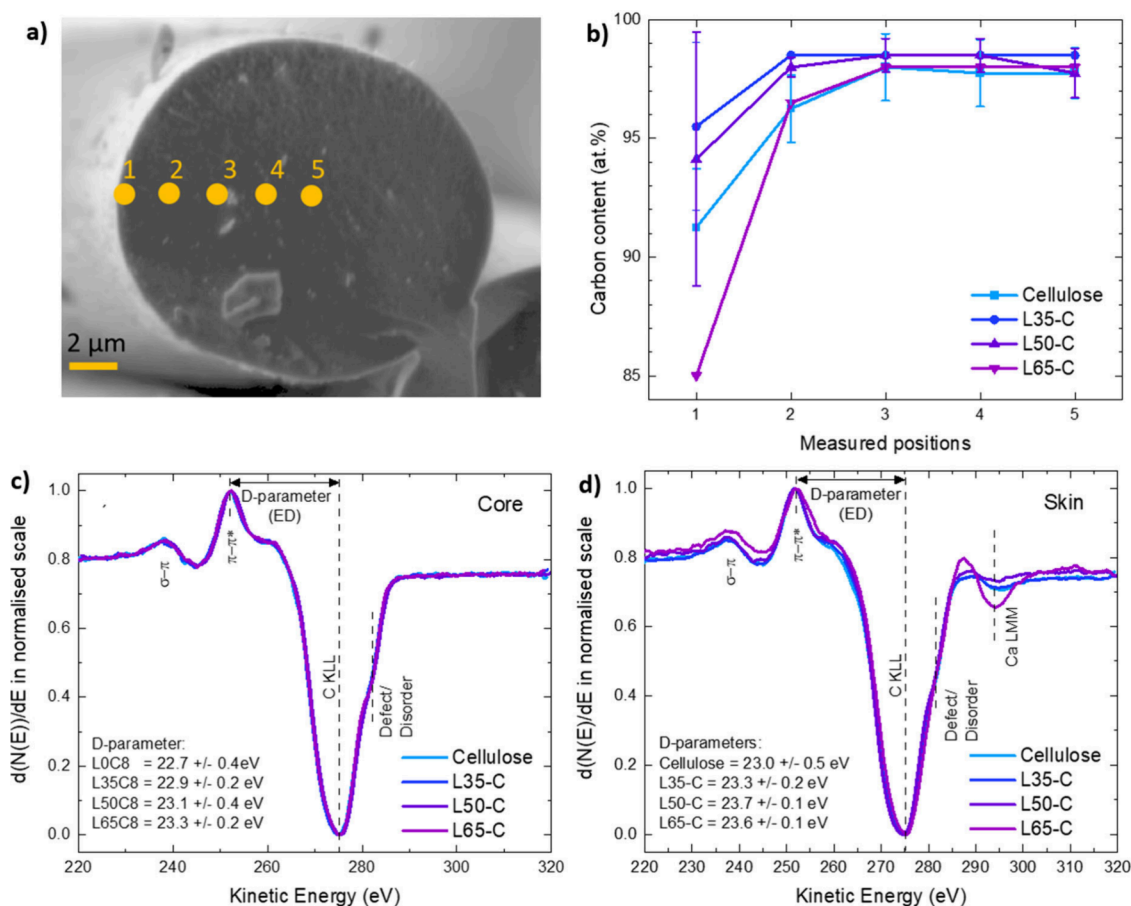 a)
1 2 3 4 5
2 μm
b)
Carbon content (at.%)
100
95
90
85
Cellulose
L35-C
L50-C
L65-C
1 2 3 4 5
Measured positions
c)
d(N(E))/dE in normalised scale
1.0
0.8
0.6
0.4
0.2
0.0
D-parameter
(ED)
Core
σ–π
π–π*
C KLL
Defect/
Disorder
D-parameter:
L0C8 = 22.7 +/- 0.4eV
L35C8 = 22.9 +/- 0.2 eV
L50C8 = 23.1 +/- 0.4 eV
L65C8 = 23.3 +/- 0.2 eV
Cellulose
L35-C
L50-C
L65-C
220 240 260 280 300 320
Kinetic Energy (eV)
d)
d(N(E)/dE in normalised scale
1.0
0.8
0.6
0.4
0.2
0.0
D-parameter
(ED)
Skin
σ–π
π–π*
C KLL
Defect/
Disorder
Ca LMM
D-parameters:
Cellulose = 23.0 +/- 0.5 eV
L35-C = 23.3 +/- 0.2 eV
L50-C = 23.7 +/- 0.1 eV
L65-C = 23.6 +/- 0.1 eV
Cellulose
L35-C
L50-C
L65-C
220 230 240 250 260 270 280 290 300 310 320
Kinetic Energy (eV)